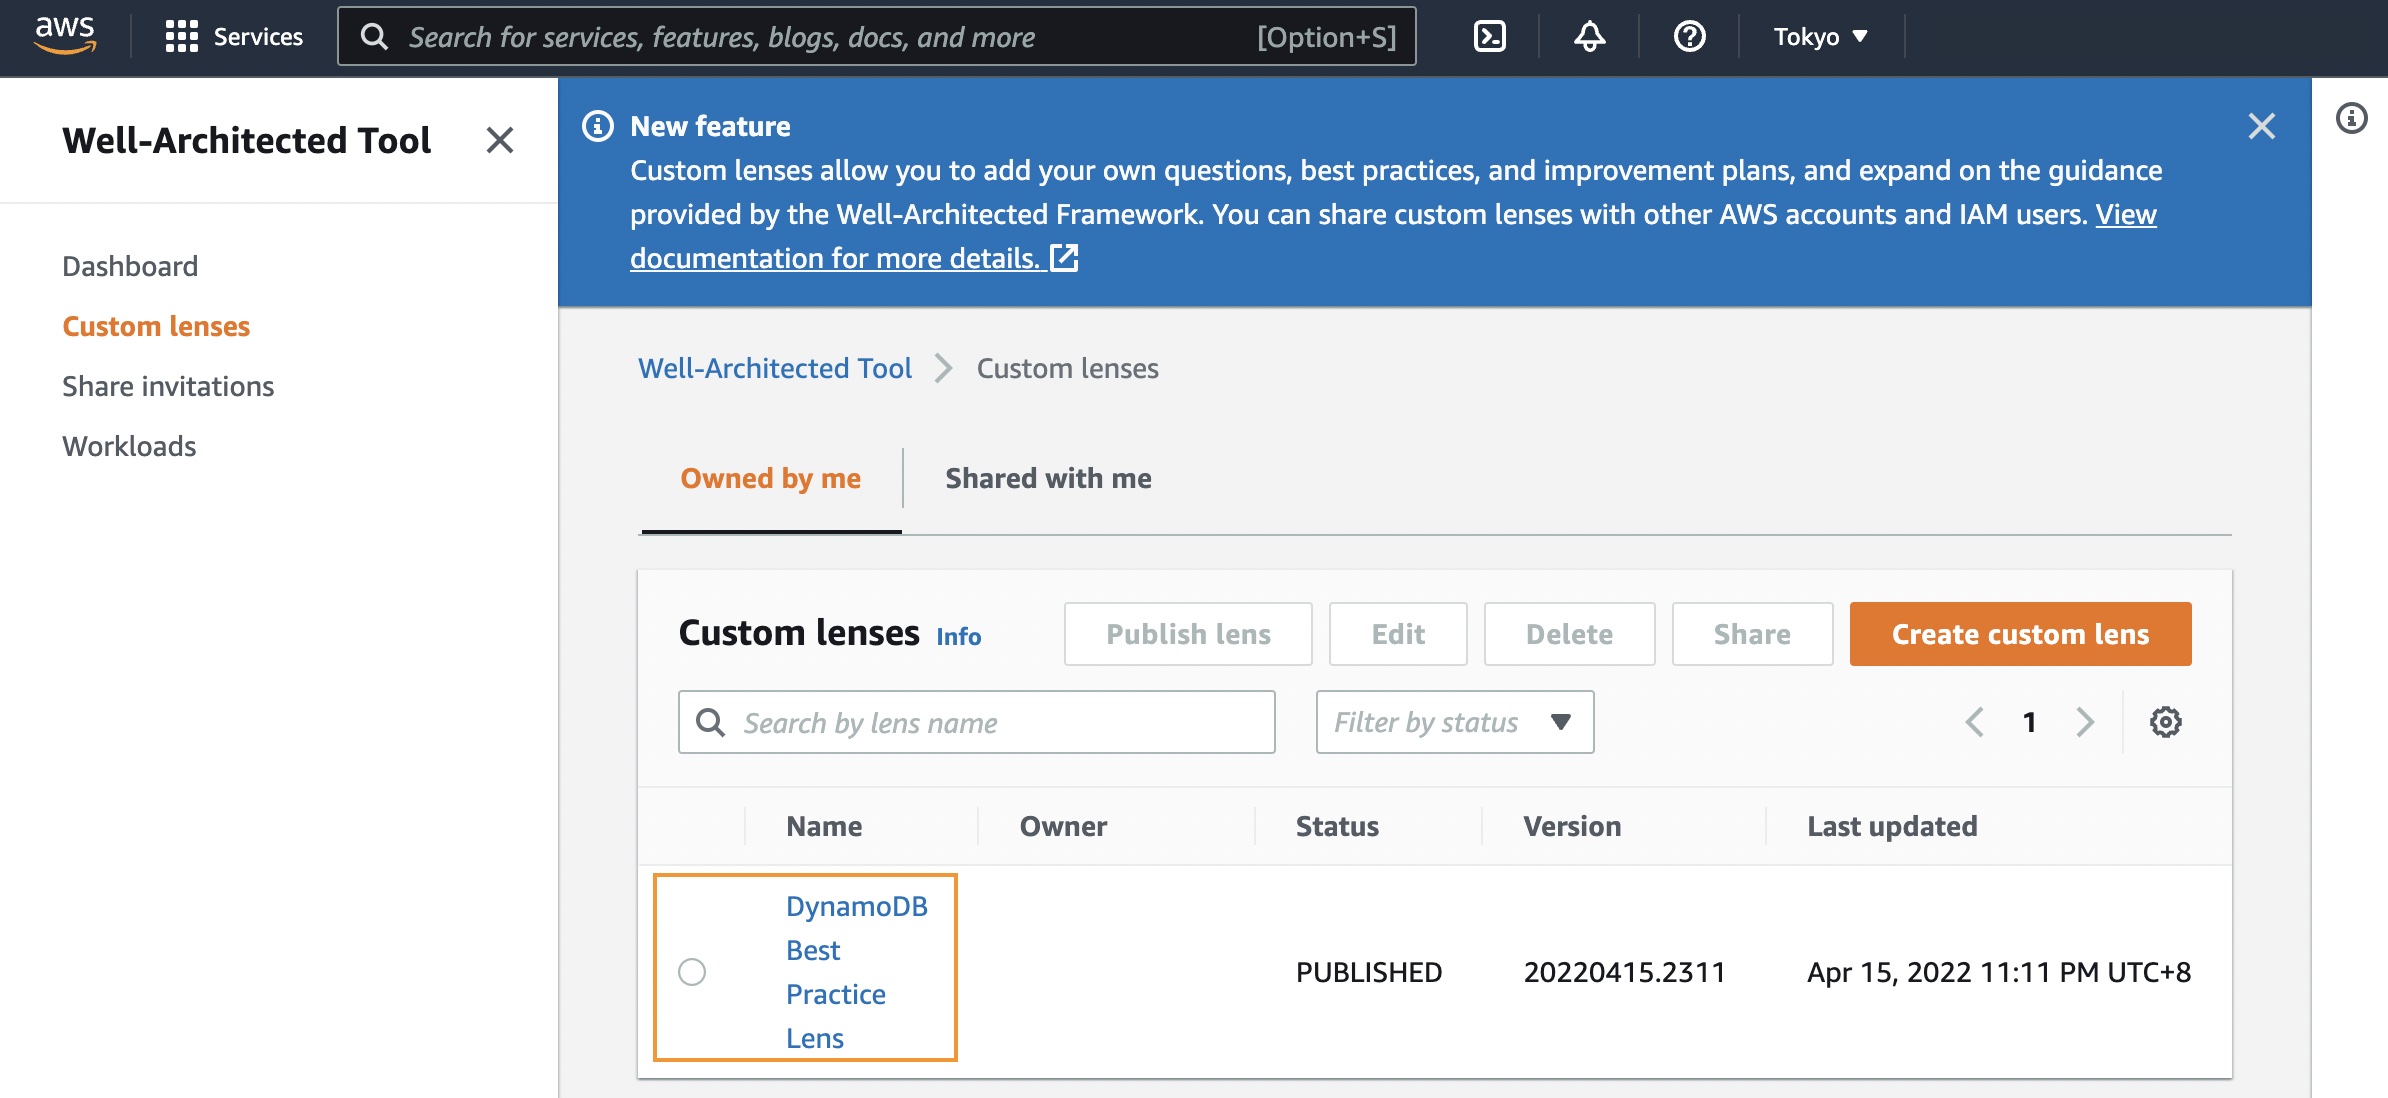 aws Services Search for services, features, blogs, docs, and more [Option+S] Tokyo ▼
Well-Architected Tool
Dashboard
Custom lenses
Share invitations
Workloads
New feature
Custom lenses allow you to add your own questions, best practices, and improvement plans, and expand on the guidance
provided by the Well-Architected Framework. You can share custom lenses with other AWS accounts and IAM users. View
documentation for more details.
Well-Architected Tool > Custom lenses
Owned by me Shared with me
Custom lenses Info Publish lens Edit Delete Share Create custom lens
Search by lens name Filter by status ▼ < 1 >
Name Owner Status Version Last updated
DynamoDB
Best
Practice
Lens
PUBLISHED 20220415.2311 Apr 15, 2022 11:11 PM UTC+8